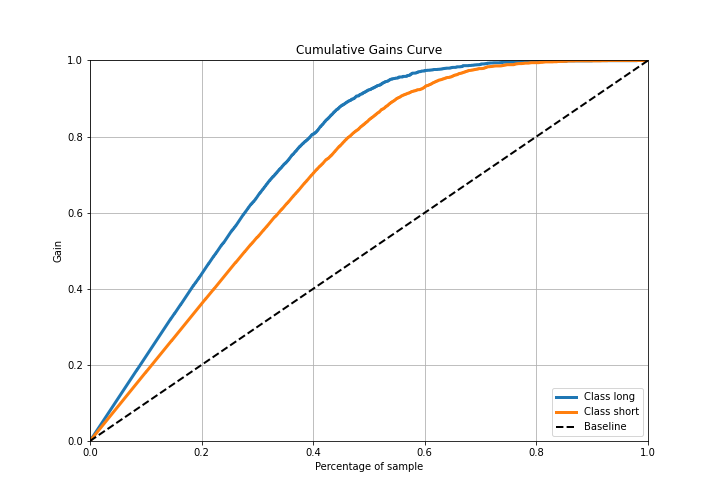 Cumulative Gains Curve
1.0
0.8
0.6
0.4
0.2
0.0
Gain
0.0 0.2 0.4 0.6 0.8 1.0
Percentage of sample
Class long
Class short
Baseline